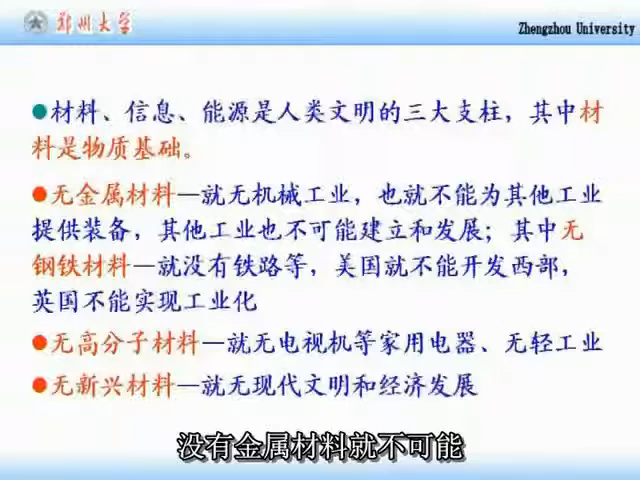 郑州大学
Zhengzhou University
●材料、信息、能源是人类文明的三大支柱，其中材
料是物质基础。
●无金属材料—就无机械工业，也就不能为其他工业
提供装备，其他工业也不可能建立和发展；其中无
钢铁材料—就没有铁路等，美国就不能开发西部，
英国不能实现工业化
●无高分子材料—就无电视机等家用电器、无轻工业
●无新兴材料—就无现代文明和经济发展
没有金属材料就不可能